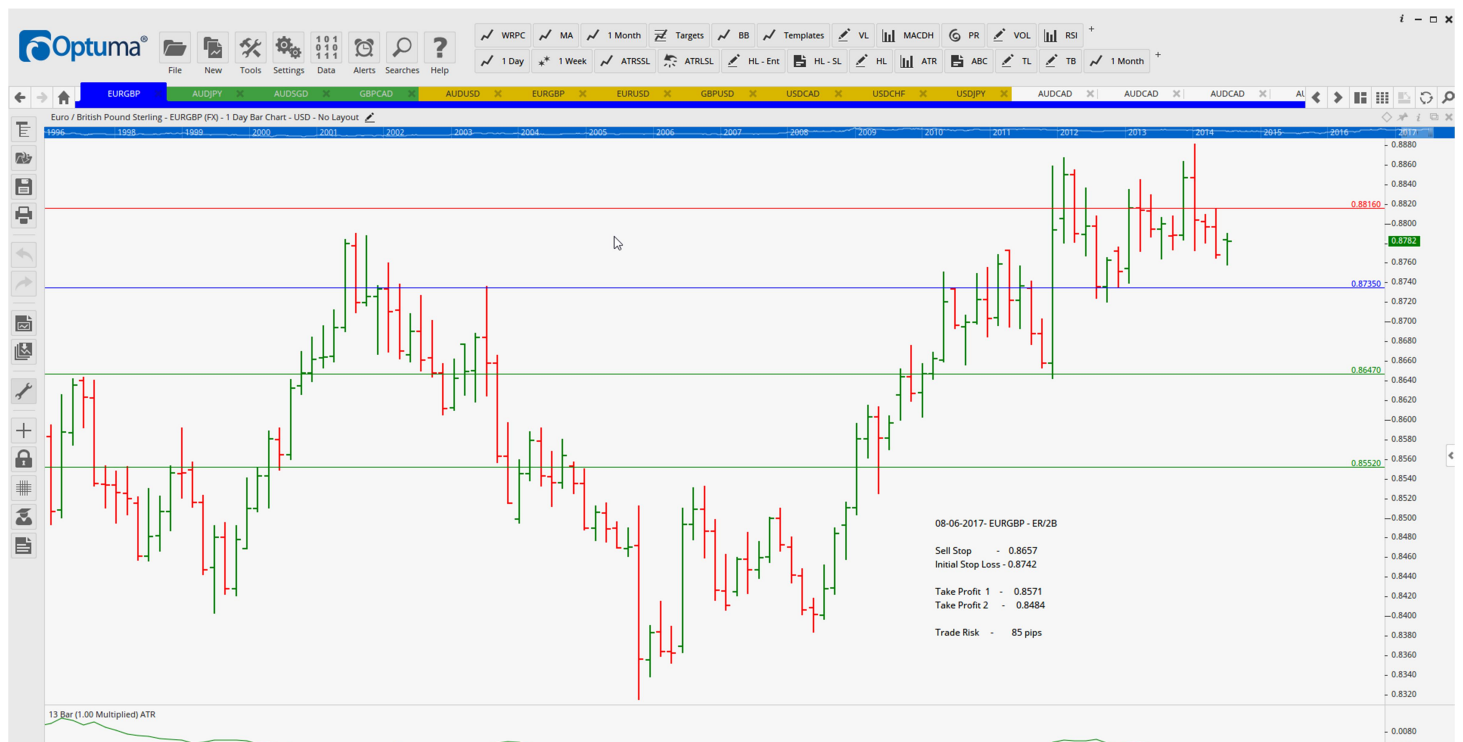 i
Optuma®
File
New
Tools
Settings
101
010
111
Data
Alerts
Searches
?
Help
WRPC MA 1 Month Targets BB Templates VL MACDH PR VOL RSI +
1 Day 1 Week ATRSSL ATRLSL HL - Ent HL - SL HL ATR ABC TL TB 1 Month +
EURGBP AUDJPY AUDSGD GBPCAD AUDUSD EURGBP EURUSD GBPUSD USDCAD USDCHF USDJPY AUDCAD AUDCAD AUDCAD AU
Euro / British Pound Sterling - EURGBP (FX) - 1 Day Bar Chart - USD - No Layout
1996 1998 1999 2000 2001 2002 2003 2004 2005 2006 2007 2008 2009 2010 2011 2012 2013 2014 2015 2016 2017
0.8880
0.8860
0.8840
0.88160
0.8820
0.8800
0.8782
0.8760
0.87350
0.8740
0.8720
0.8700
0.8680
0.8660
0.86470
0.8640
0.8620
0.8600
0.8580
0.8560
0.85520
0.8540
0.8520
0.8500
0.8480
0.8460
0.8440
0.8420
0.8400
0.8380
0.8360
0.8340
0.8320
08-06-2017- EURGBP - ER/2B
Sell Stop - 0.8657
Initial Stop Loss - 0.8742
Take Profit 1 - 0.8571
Take Profit 2 - 0.8484
Trade Risk - 85 pips
13 Bar (1.00 Multiplied) ATR
0.0080